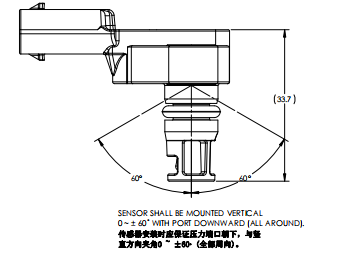 (33.7)
60°
60°
SENSOR SHALL BE MOUNTED VERTICAL
0~±60° WITH PORT DOWNWARD (ALL AROUND).
传感器安装时应保证压力端口朝下，与竖
直方向夹角0~±60°(全部周向)。